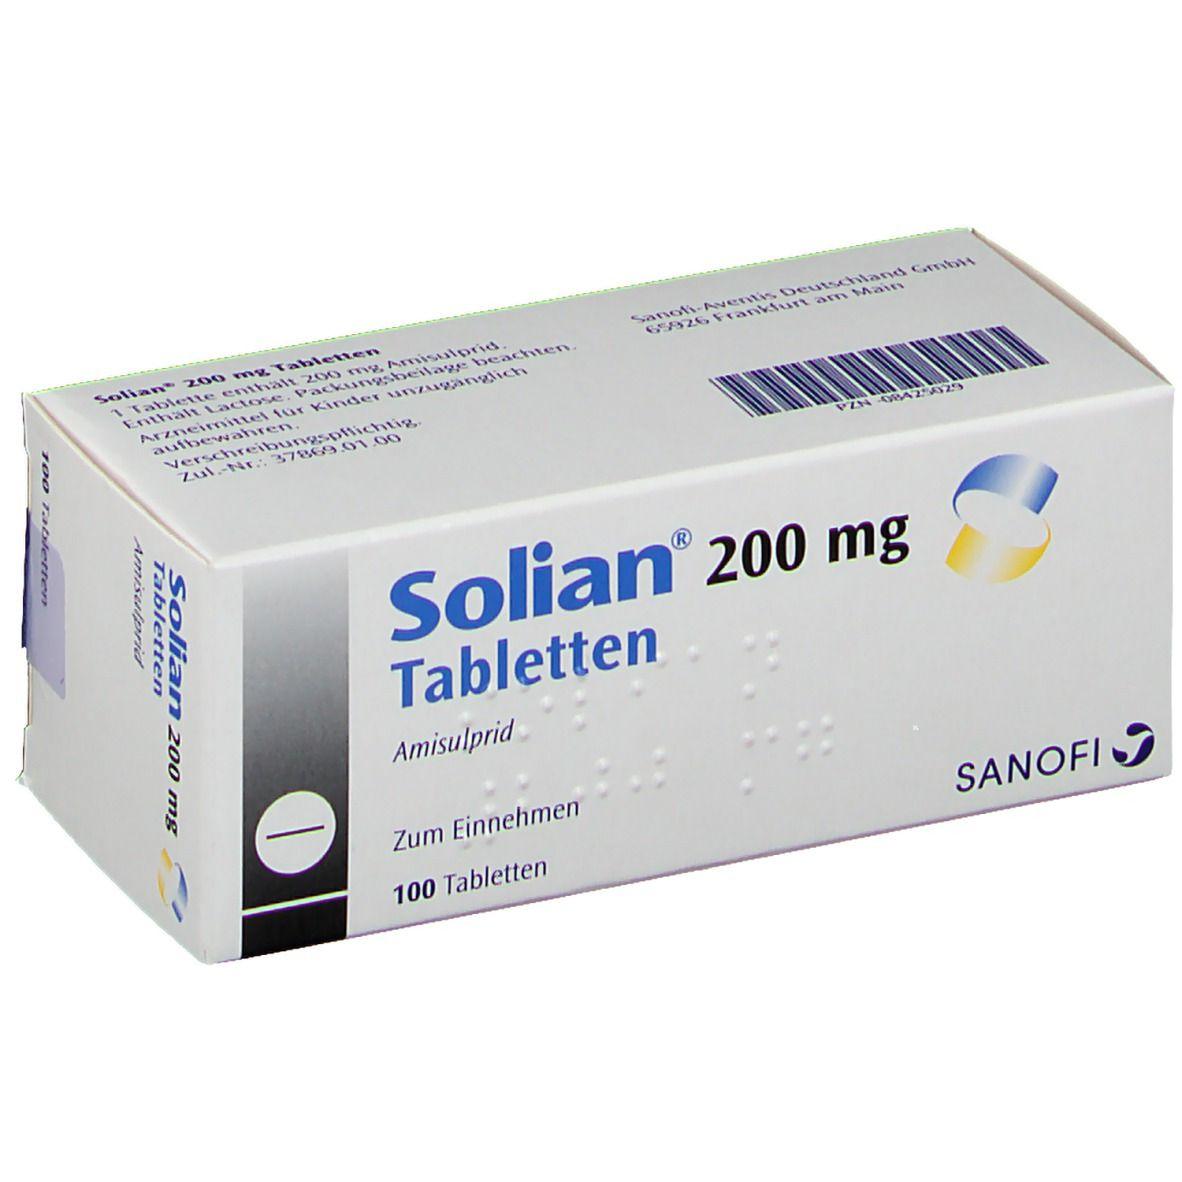 Solian® 200 mg Tabletten
1 Tablette enthält 200 mg Amisulprid.
Enthält Lactose. Packungsbeilage beachten.
Arzneimittel für Kinder unzugänglich
aufbewahren.
Verschreibungspflichtig.
Zul.-Nr.: 37869.01.00
Sanofi-Aventis Deutschland GmbH
65926 Frankfurt am Main
PZN -08425029
Solian® 200 mg
Tabletten
Amisulprid
Zum Einnehmen
100 Tabletten
SANOFI
100 Tabletten
Amisulprid
Solian 200 mg
Tabletten